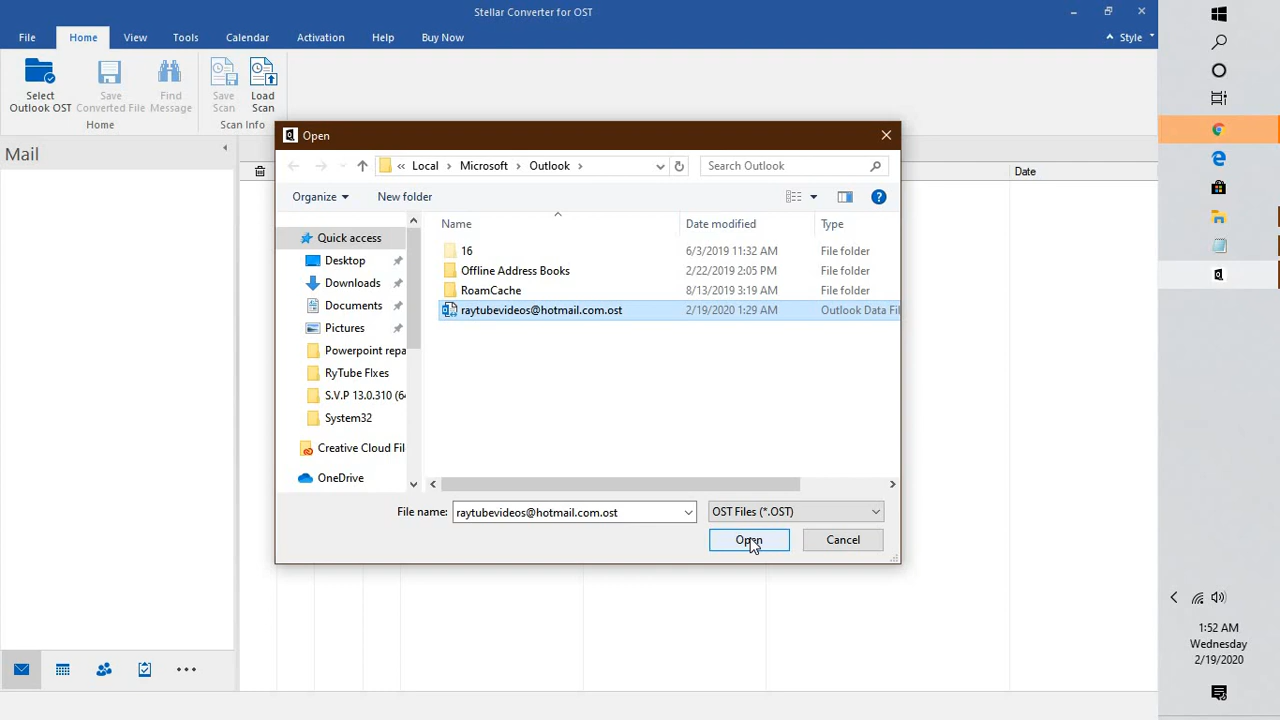 Stellar Converter for OST
File Home View Tools Calendar Activation Help Buy Now Style
Select Outlook OST
Save Converted File
Find Message
Save Scan
Load Scan
Home
Scan Info
Mail
Date
Open
« Local > Microsoft > Outlook >
Search Outlook
Organize
New folder
Name Date modified Type
Quick access
Desktop
Downloads
Documents
Pictures
Powerpoint repa
RyTube FIxes
S.V.P 13.0.310 (64
System32
Creative Cloud Fil
OneDrive
16 6/3/2019 11:32 AM File folder
Offline Address Books 2/22/2019 2:05 PM File folder
RoamCache 8/13/2019 3:19 AM File folder
raytubevideos@hotmail.com.ost 2/19/2020 1:29 AM Outlook Data Fil
File name: raytubevideos@hotmail.com.ost
OST Files (*.OST)
Open
Cancel
1:52 AM
Wednesday
2/19/2020